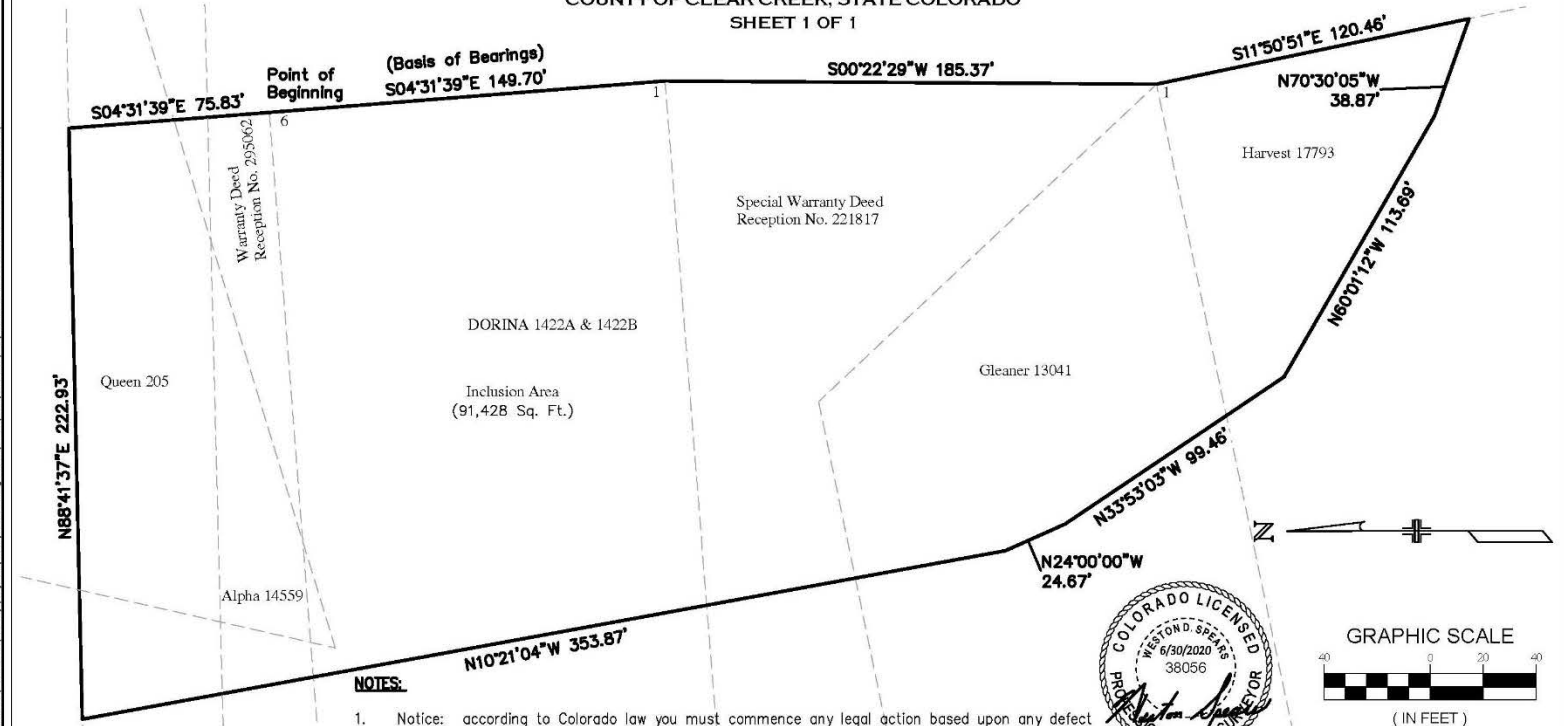 COUNTY OF CLEAR CREEK, STATE COLORADO
SHEET 1 OF 1
(Basis of Bearings)
S04°31'39"E 149.70'
Point of
Beginning
S04°31'39"E 75.83'
S00°22'29"W 185.37'
S11°50'51"E 120.46'
N70°30'05"W
38.87'
6
1
1
Warranty Deed
Reception No. 295062
Harvest 17793
Special Warranty Deed
Reception No. 221817
N60°01'12"W 113.69'
DORINA 1422A & 1422B
Queen 205
Inclusion Area
(91,428 Sq. Ft.)
Gleaner 13041
N88°41'37"E 222.93'
N33°53'03"W 99.46'
N24°00'00"W
24.67'
N
Alpha 14559
N10°21'04"W 353.87'
COLORADO LICENSED
WESTON D. SPEARS
6/30/2020
38056
GRAPHIC SCALE
40 0 20 40
( IN FEET )
NOTES:
1. Notice: according to Colorado law you must commence any legal action based upon any defect